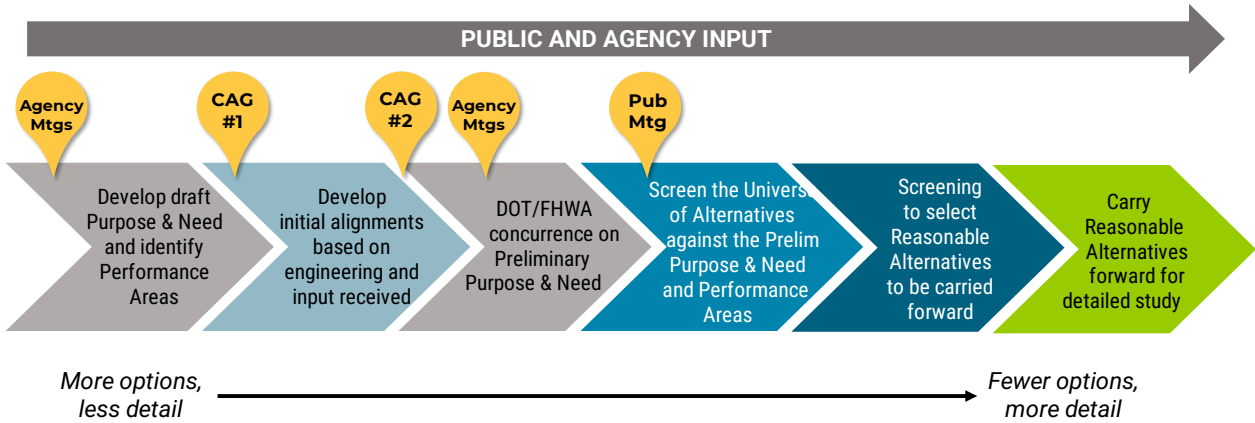 PUBLIC AND AGENCY INPUT
Agency
Mtgs
CAG
#1
CAG
#2
Agency
Mtgs
Pub
Mtg
Develop draft
Purpose & Need
and identify
Performance
Areas
Develop
initial alignments
based on
engineering and
input received
DOT/FHWA
concurrence on
Preliminary
Purpose & Need
Screen the Universe
of Alternatives
against the Prelim
Purpose & Need
and Performance
Areas
Screening
to select
Reasonable
Alternatives
to be carried
forward
Carry
Reasonable
Alternatives
forward for
detailed study
More options,
less detail
Fewer options,
more detail